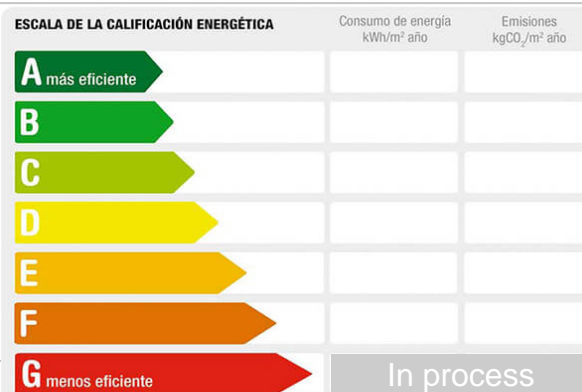 ESCALA DE LA CALIFICACIÓN ENERGÉTICA
Consumo de energía
kWh/m² año
Emisiones
kgCO₂/m² año
A más eficiente
B
C
D
E
F
G menos eficiente
In process